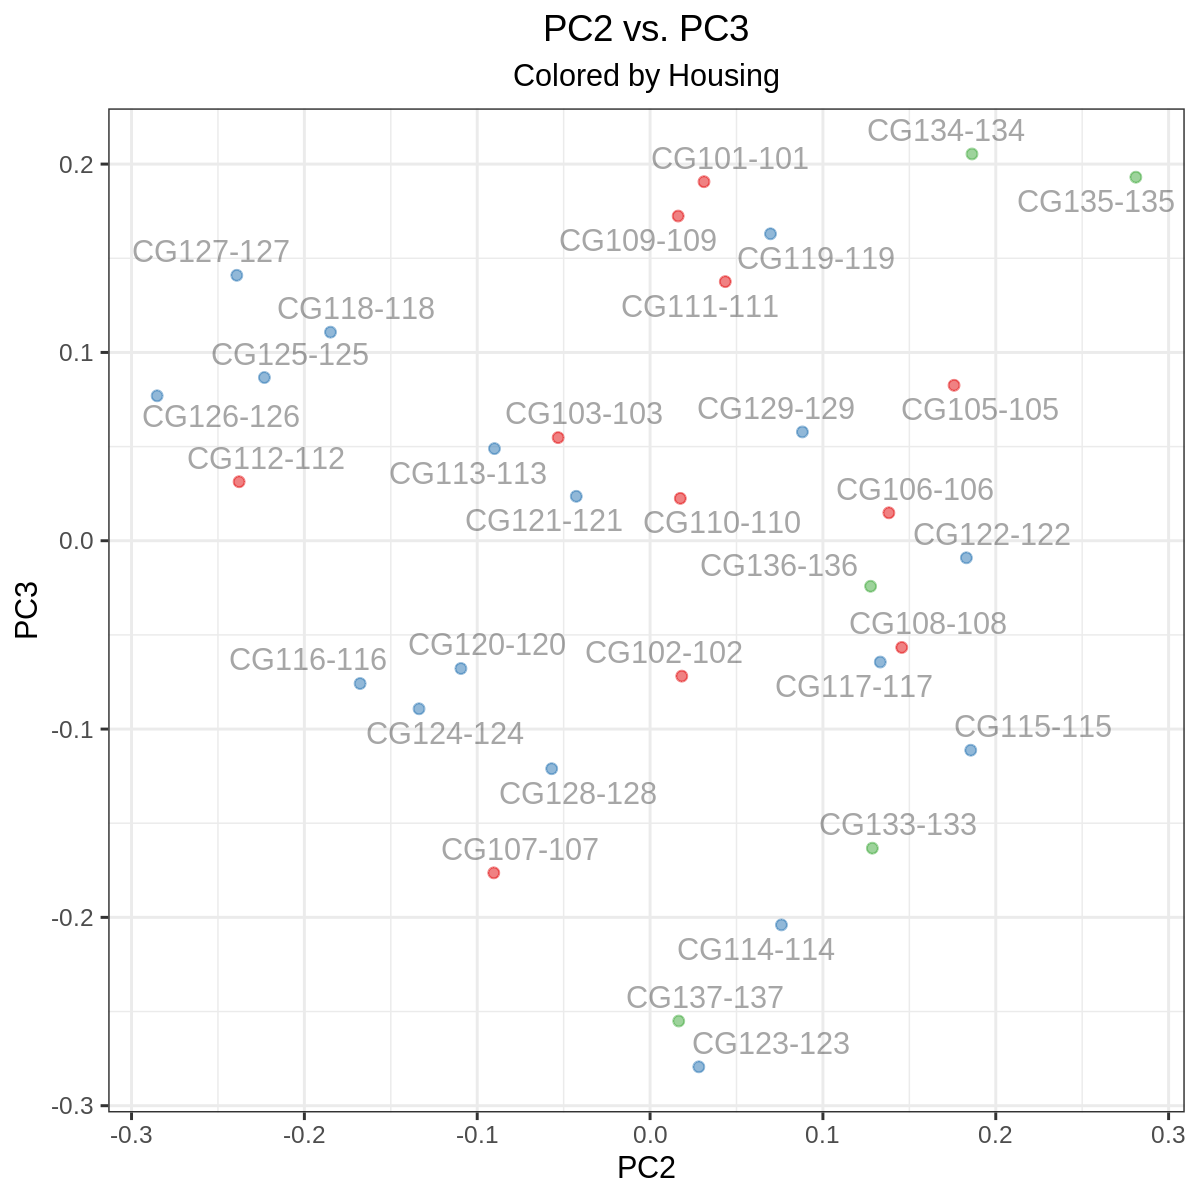 PC2 vs. PC3
Colored by Housing
CG134-134
CG101-101
CG135-135
CG109-109
CG127-127
CG119-119
CG118-118
CG111-111
CG125-125
CG126-126
CG129-129
CG105-105
CG103-103
CG112-112
CG113-113
CG106-106
CG121-121
CG110-110
CG122-122
CG136-136
CG108-108
CG120-120
CG102-102
CG116-116
CG117-117
CG115-115
CG124-124
CG128-128
CG133-133
CG107-107
CG114-114
CG137-137
CG123-123
0.2
0.1
0.0
-0.1
-0.2
-0.3
PC3
-0.3 -0.2 -0.1 0.0 0.1 0.2 0.3
PC2